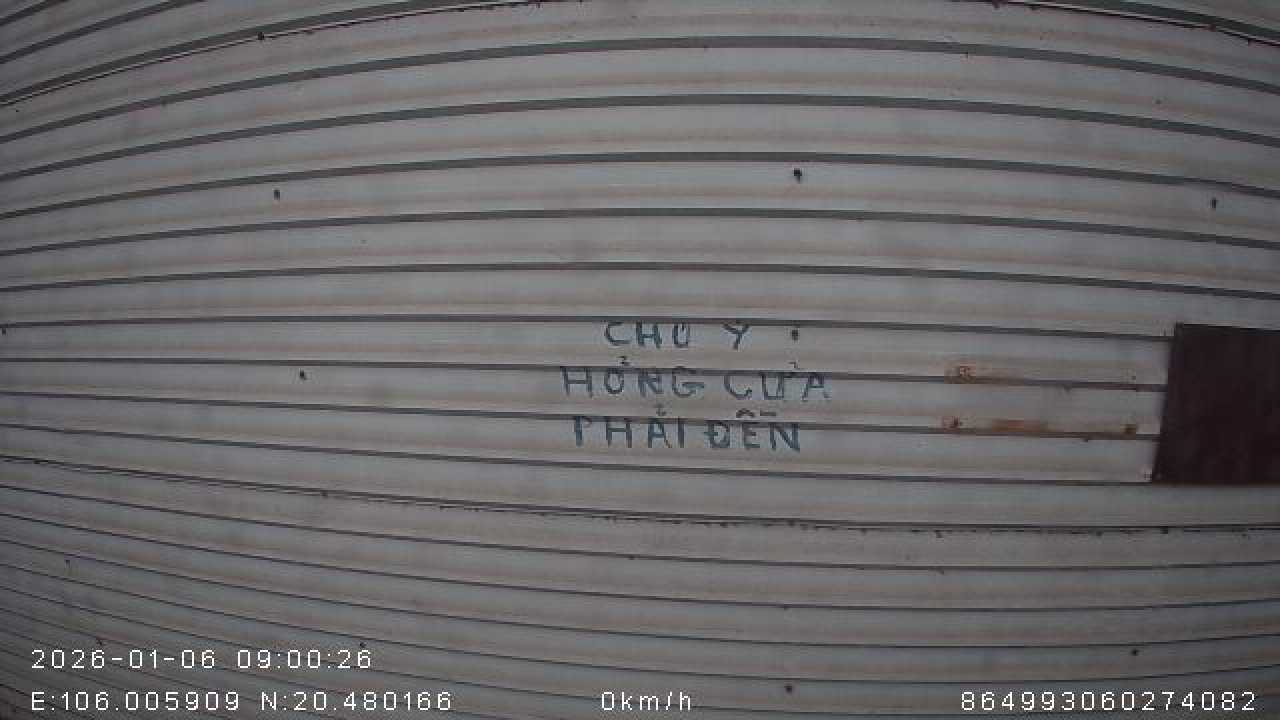 CHÚ Ý :
HỎNG CỬA
PHẢI ĐỀN
2026-01-06 09:00:26
E:106.005909 N:20.480166 0km/h 864993060274082